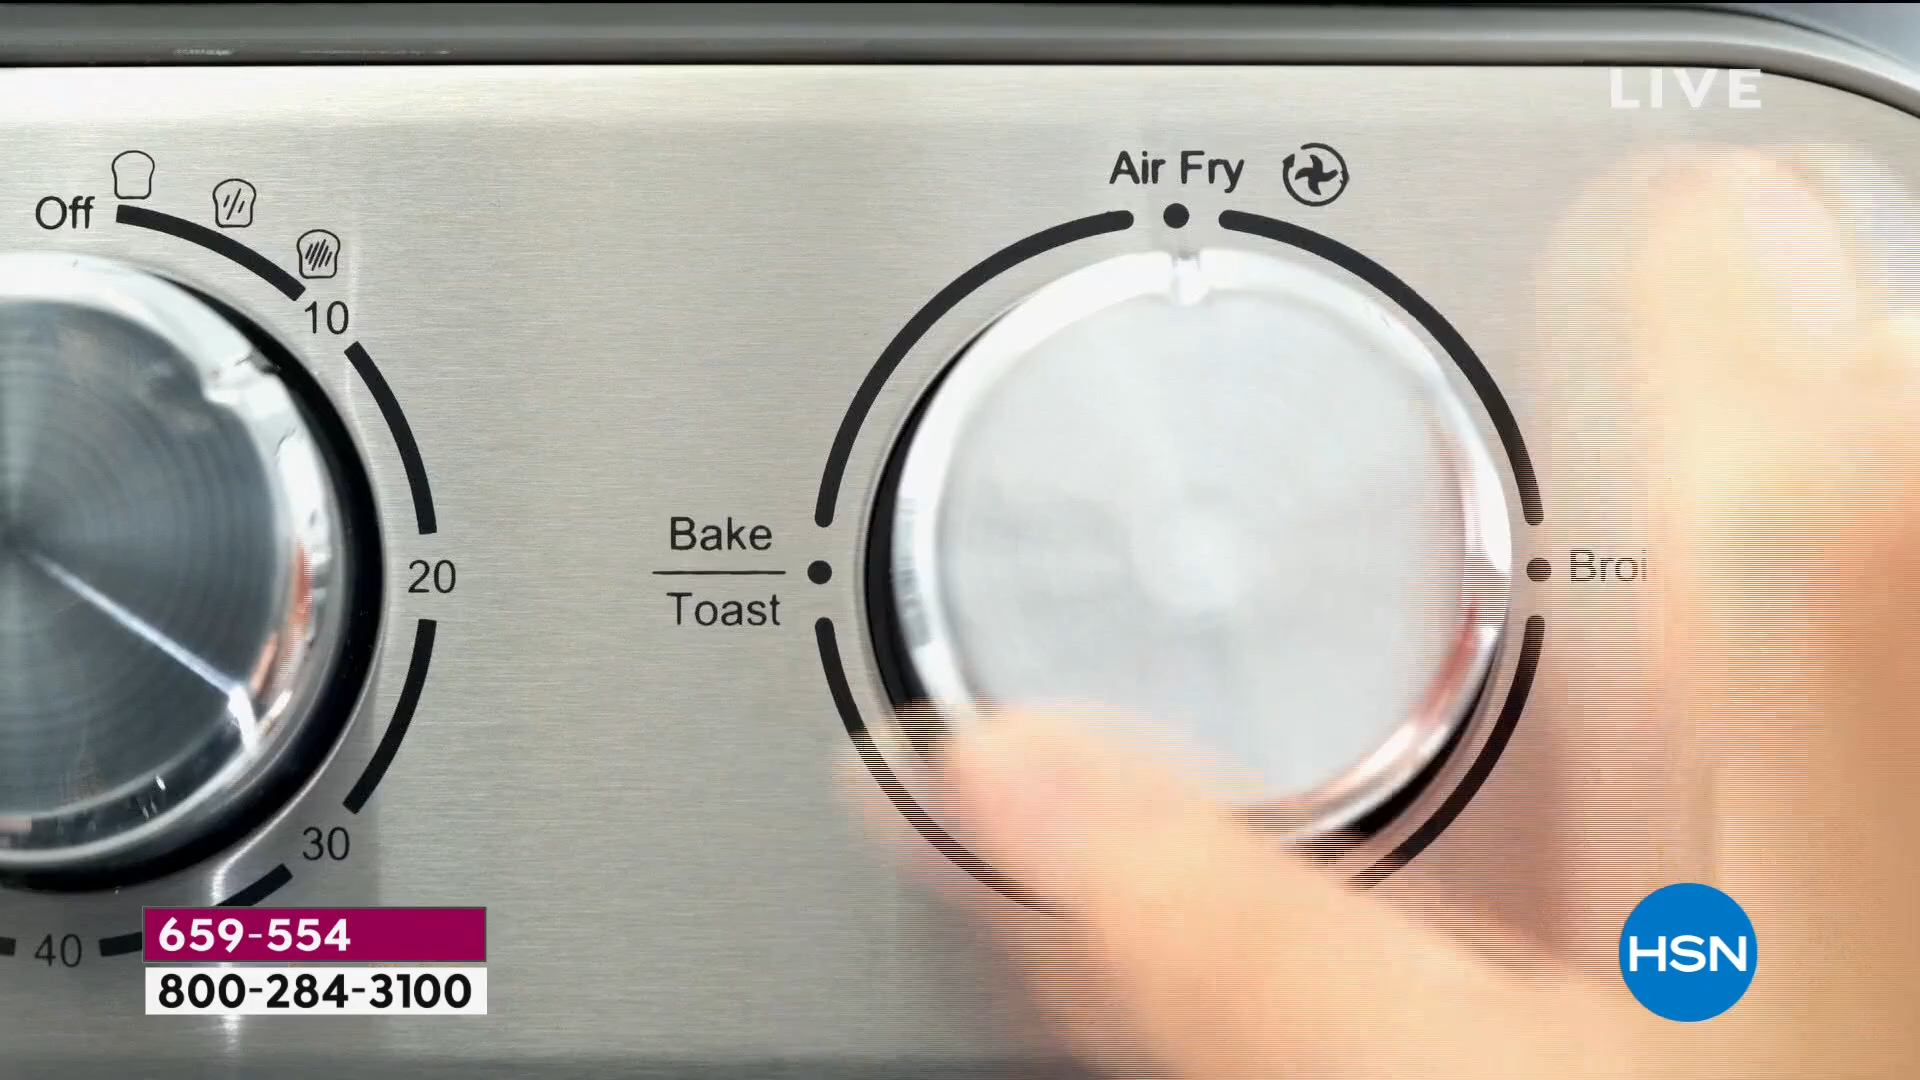 LIVE
Air Fry
Off
10
Bake
Toast
20
Broi
30
40
659-554
800-284-3100
HSN